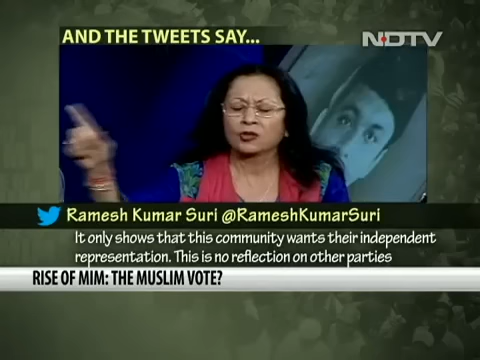 AND THE TWEETS SAY...
NDTV
Ramesh Kumar Suri @RameshKumarSuri
It only shows that this community wants their independent
representation. This is no reflection on other parties
RISE OF MIM: THE MUSLIM VOTE?